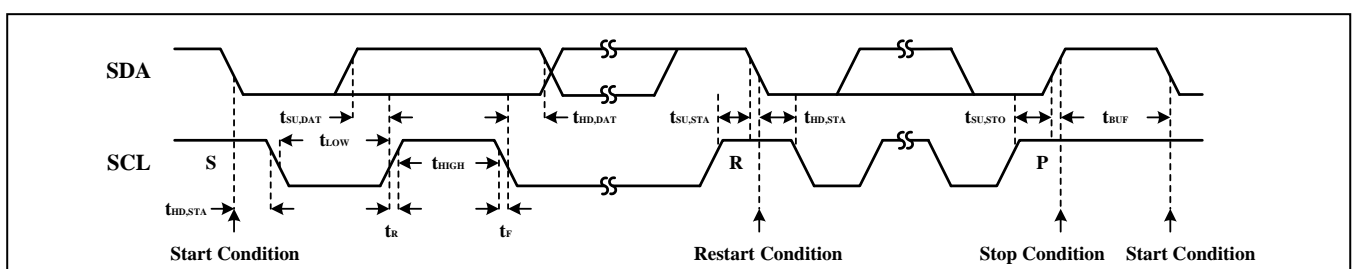 SDA
tSU,DAT
tHD,DAT
tSU,STA
tHD,STA
tSU,STO
tBUF
tLOW
SCL
S
tHIGH
R
P
tHD,STA
tR
tF
Start Condition
Restart Condition
Stop Condition
Start Condition